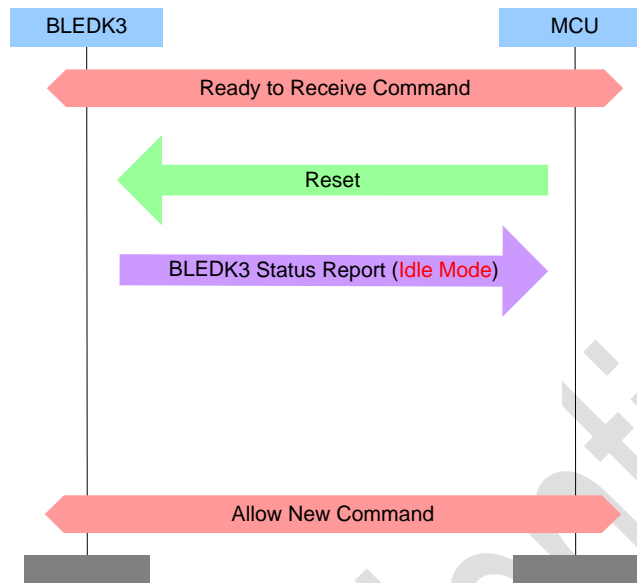 BLEDK3 MCU
Ready to Receive Command
Reset
BLEDK3 Status Report (Idle Mode)
Allow New Command